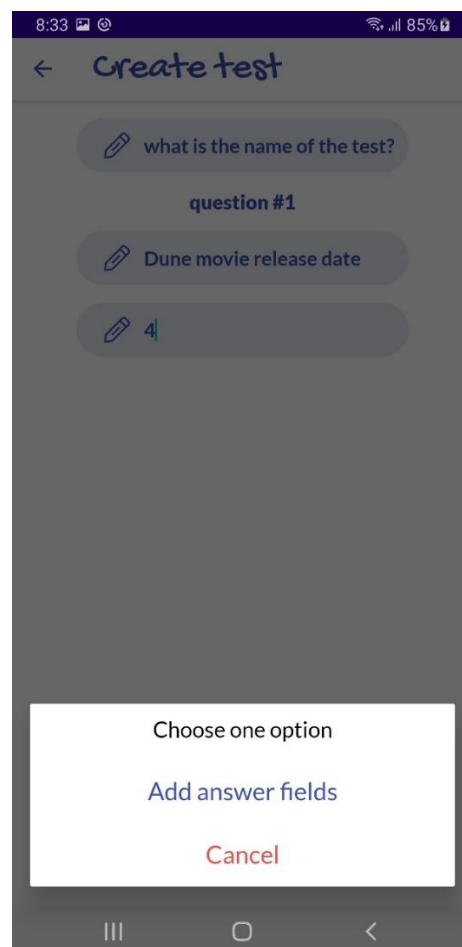 8:33 85%
Create test
what is the name of the test?
question #1
Dune movie release date
4
Choose one option
Add answer fields
Cancel